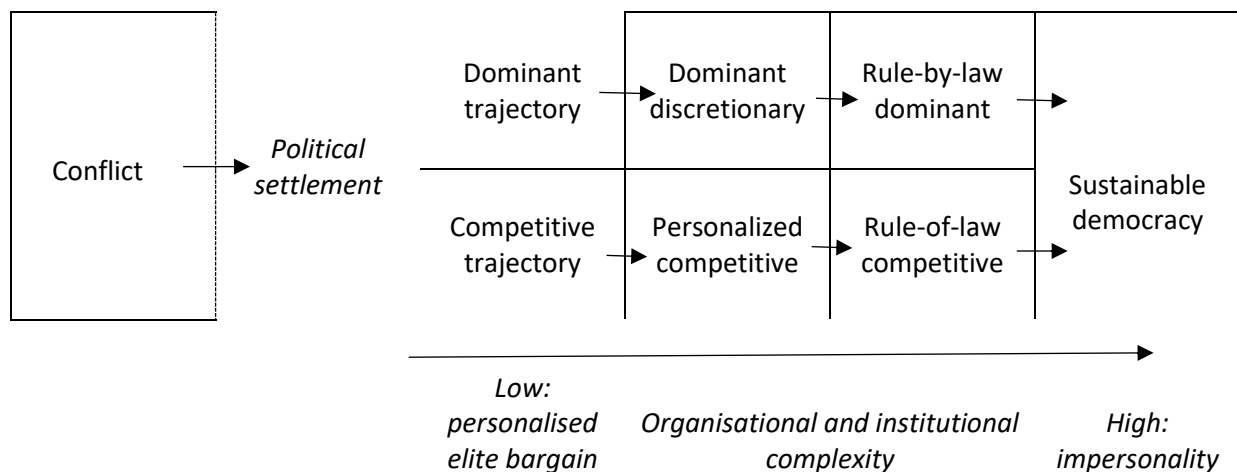 Conflict
Political
settlement
Dominant
trajectory
Dominant
discretionary
Rule-by-law
dominant
Competitive
trajectory
Personalized
competitive
Rule-of-law
competitive
Sustainable
democracy
Low:
personalised
elite bargain
Organisational and institutional
complexity
High:
impersonality